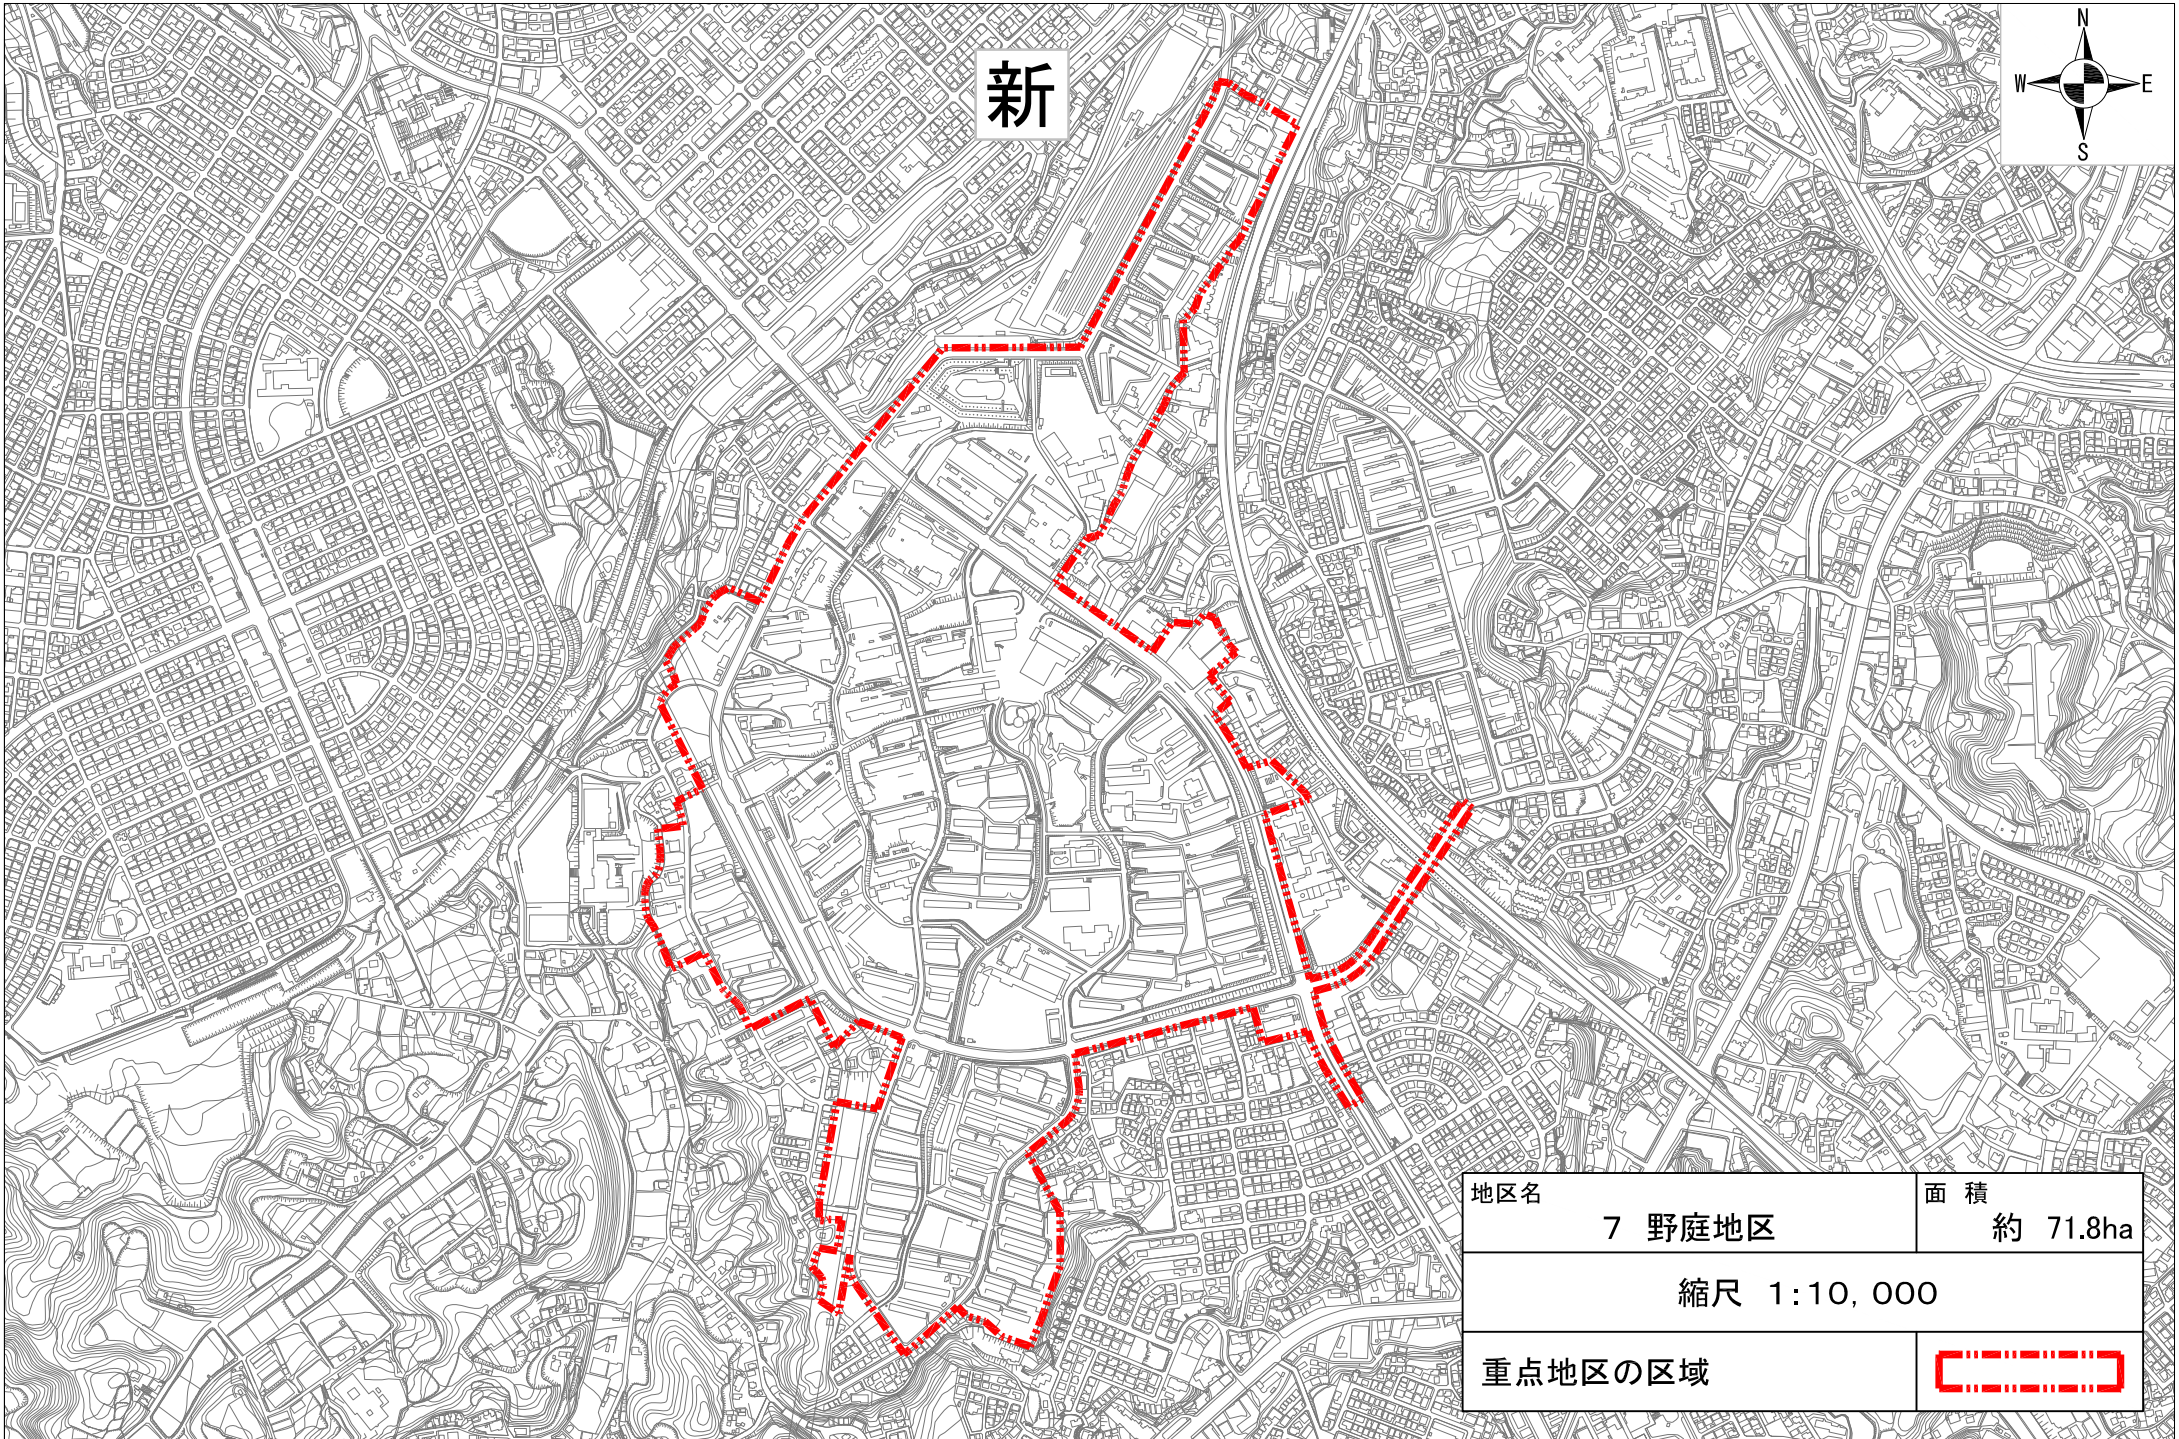 新
N
W E
S
地区名
7 野庭地区
面 積
約 71.8ha
縮尺 1:10,000
重点地区の区域